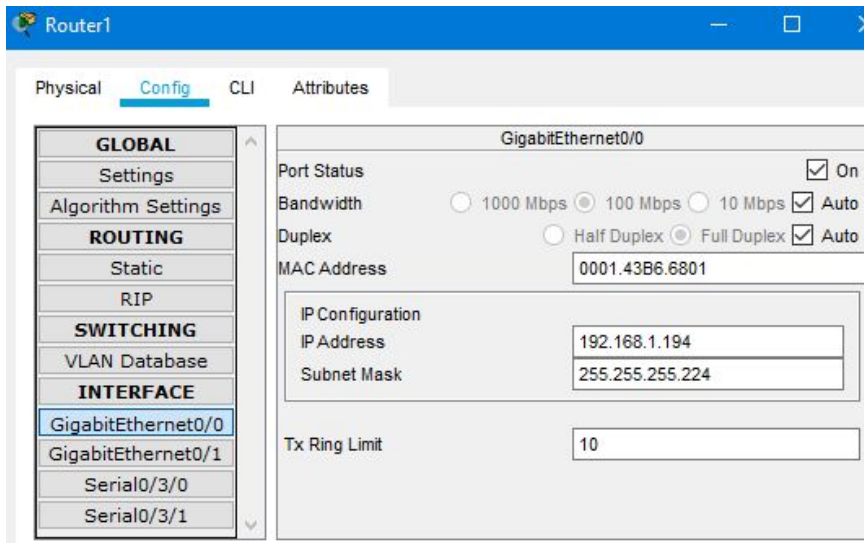 Router1
Physical Config CLI Attributes
GLOBAL
Settings
Algorithm Settings
ROUTING
Static
RIP
SWITCHING
VLAN Database
INTERFACE
GigabitEthernet0/0
GigabitEthernet0/1
Serial0/3/0
Serial0/3/1
GigabitEthernet0/0
Port Status On
Bandwidth 1000 Mbps 100 Mbps 10 Mbps Auto
Duplex Half Duplex Full Duplex Auto
MAC Address 0001.43B6.6801
IP Configuration
IP Address 192.168.1.194
Subnet Mask 255.255.255.224
Tx Ring Limit 10